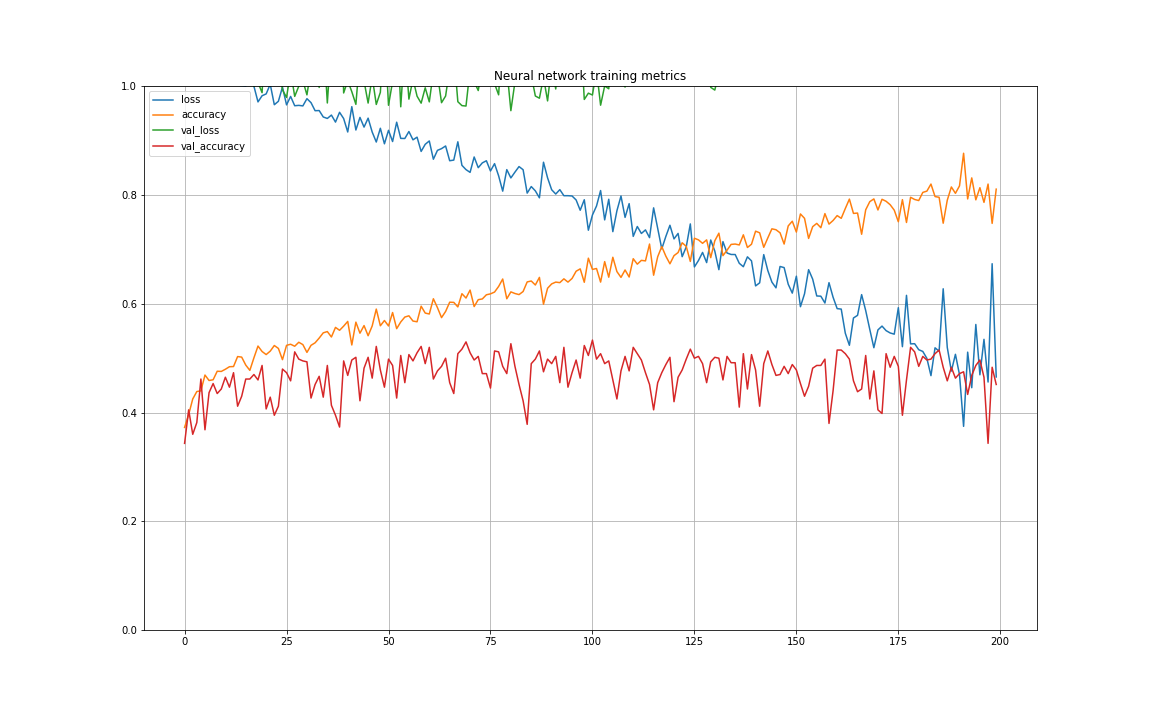 Neural network training metrics
1.0
loss
accuracy
val_loss
val_accuracy
0.8
0.6
0.4
0.2
0.0
0 25 50 75 100 125 150 175 200